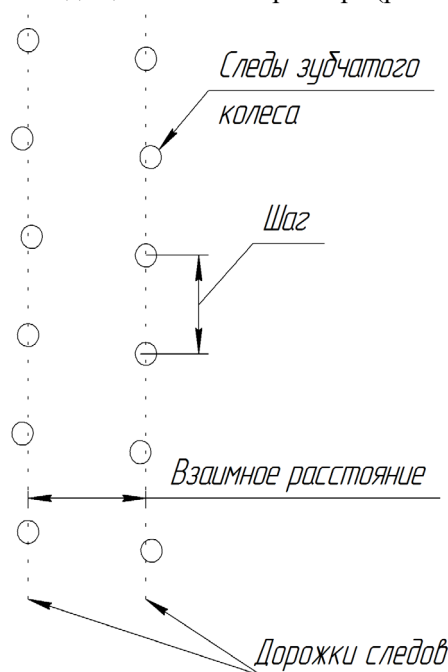 Следы зубчатого
колеса
Шаг
Взаимное расстояние
Дорожки следов